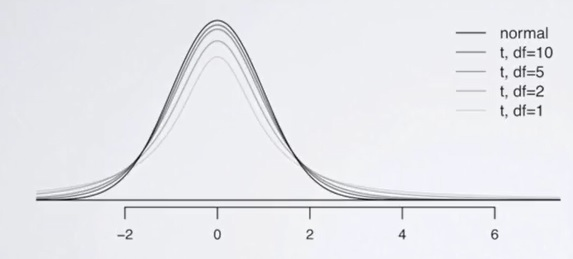 normal
t, df=10
t, df=5
t, df=2
t, df=1
−2 0 2 4 6